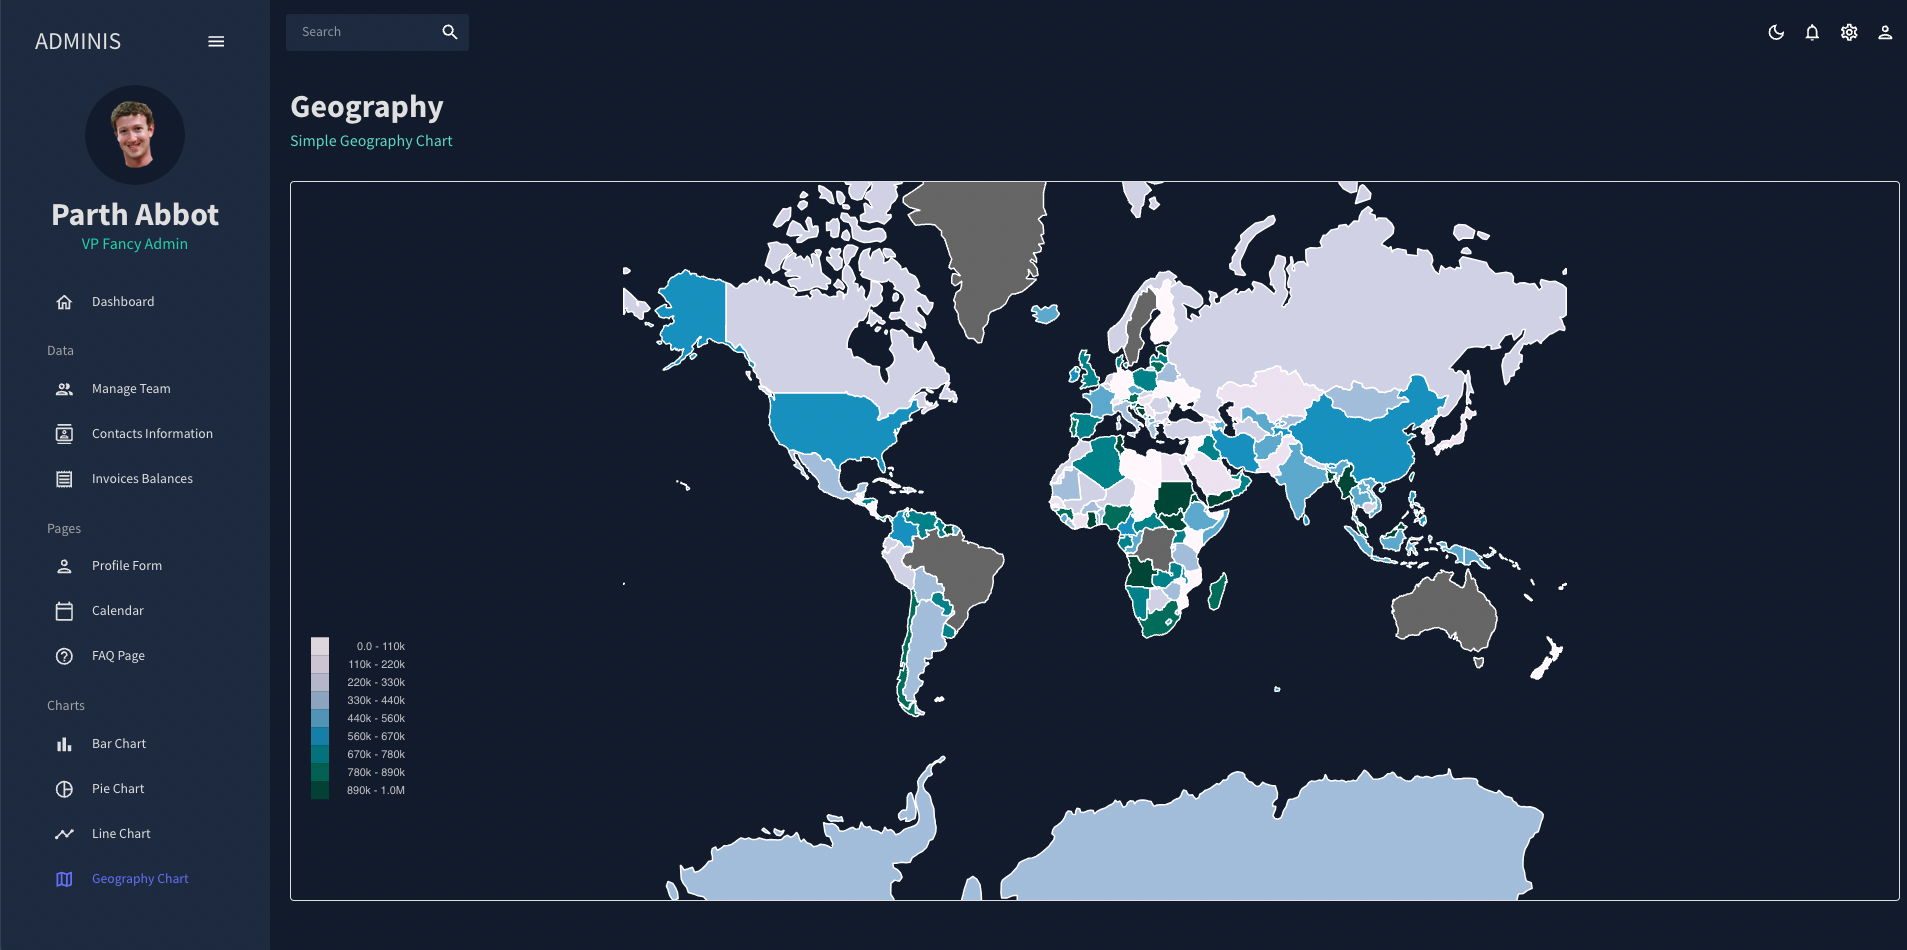 ADMINIS
Search
Parth Abbot
VP Fancy Admin
Dashboard
Data
Manage Team
Contacts Information
Invoices Balances
Pages
Profile Form
Calendar
FAQ Page
Charts
Bar Chart
Pie Chart
Line Chart
Geography Chart
Geography
Simple Geography Chart
0.0 - 110k
110k - 220k
220k - 330k
330k - 440k
440k - 560k
560k - 670k
670k - 780k
780k - 890k
890k - 1.0M